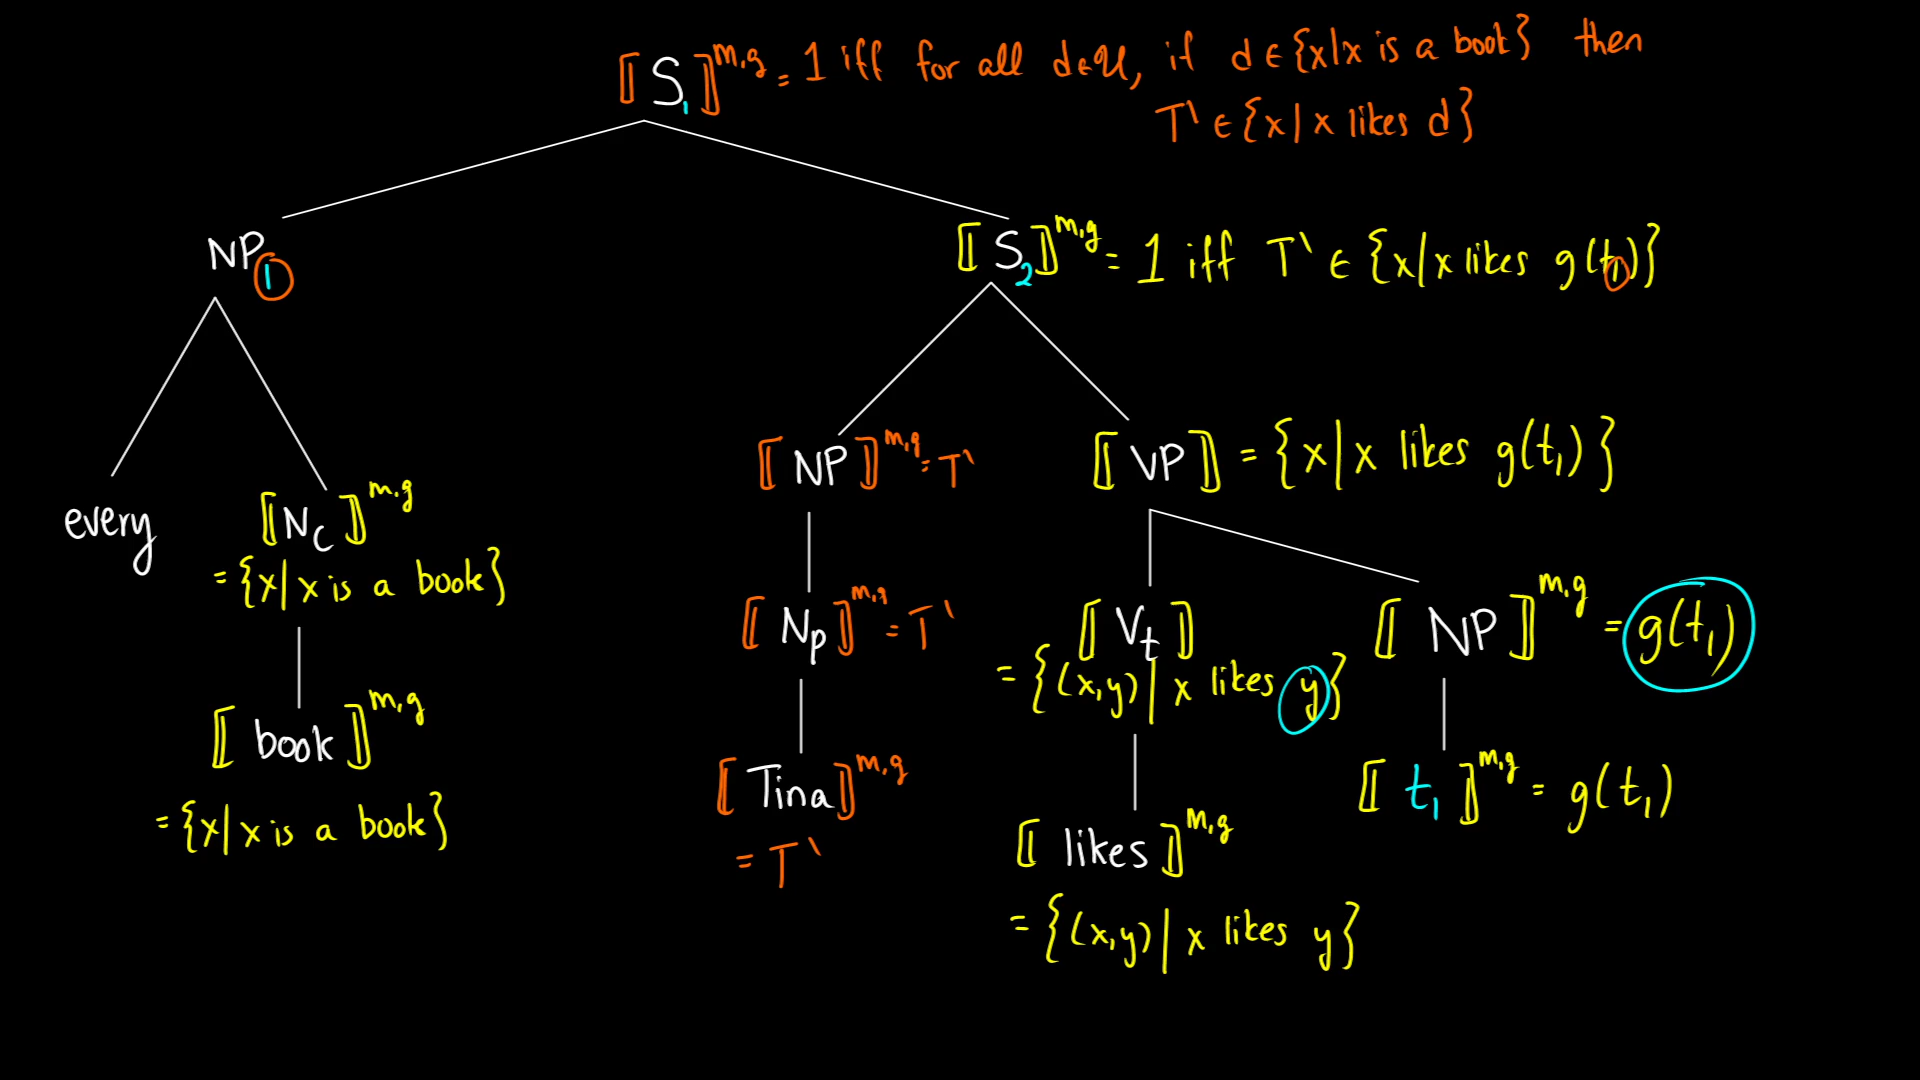 ⟦S₁⟧ᴹ,ᵍ = 1 iff for all d∈𝒰, if d ∈ {x|x is a book} then
T' ∈ {x|x likes d}
NP₁
⟦S₂⟧ᴹ,ᵍ = 1 iff T' ∈ {x|x likes g(t₁)}
every
⟦N_C⟧ᴹ,ᵍ
= {x|x is a book}
⟦book⟧ᴹ,ᵍ
= {x|x is a book}
⟦NP⟧ᴹ,ᵍ = T'
⟦N_p⟧ᴹ,ᵍ = T'
⟦Tina⟧ᴹ,ᵍ
= T'
⟦VP⟧ = {x|x likes g(t₁)}
⟦V_t⟧
= {(x,y)|x likes y}
⟦likes⟧ᴹ,ᵍ
= {(x,y)|x likes y}
⟦NP⟧ᴹ,ᵍ = g(t₁)
⟦t₁⟧ᴹ,ᵍ = g(t₁)